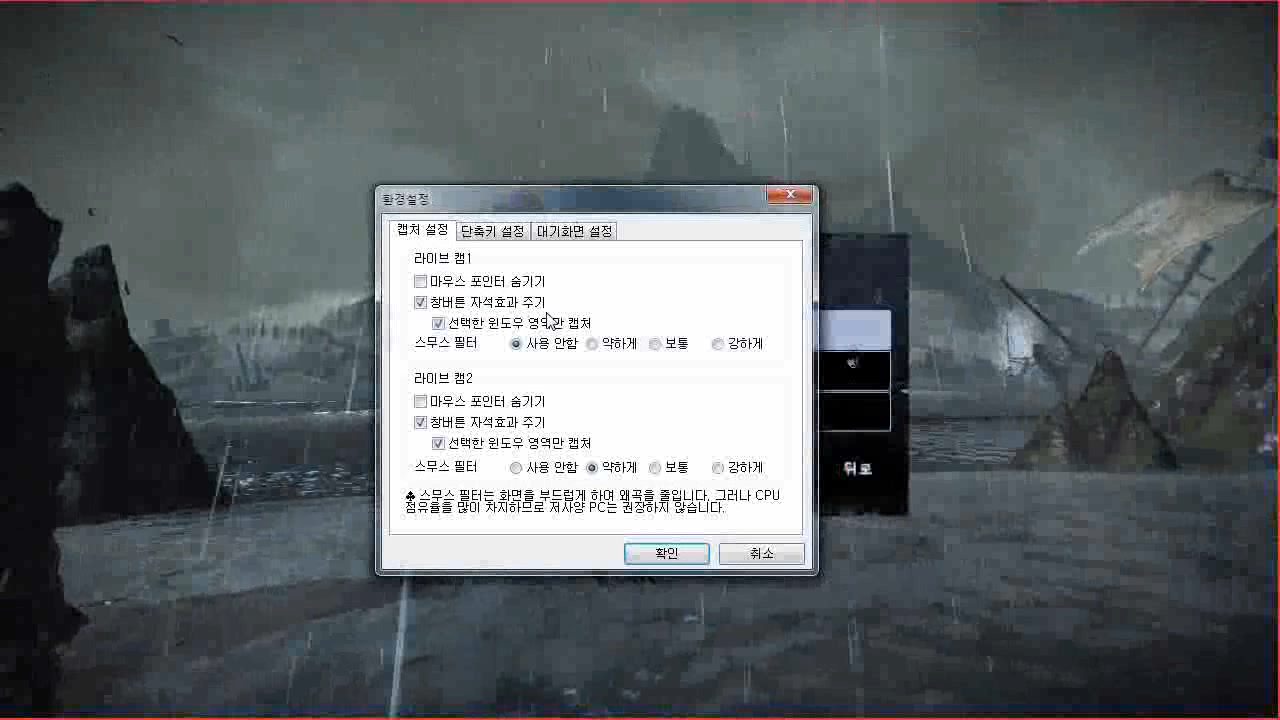 환경설정
캡처 설정 단축키 설정 대기화면 설정
라이브 캠1
마우스 포인터 숨기기
창버튼 자석효과 주기
선택한 윈도우 영역만 캡처
스무스 필터 사용 안함 약하게 보통 강하게
라이브 캠2
마우스 포인터 숨기기
창버튼 자석효과 주기
선택한 윈도우 영역만 캡처
스무스 필터 사용 안함 약하게 보통 강하게
뒤로
♣ 스무스 필터는 화면을 부드럽게 하며 왜곡을 줄입니다. 그러나 CPU
점유율을 많이 차지하므로 저사양 PC는 권장하지 않습니다.
확인 취소